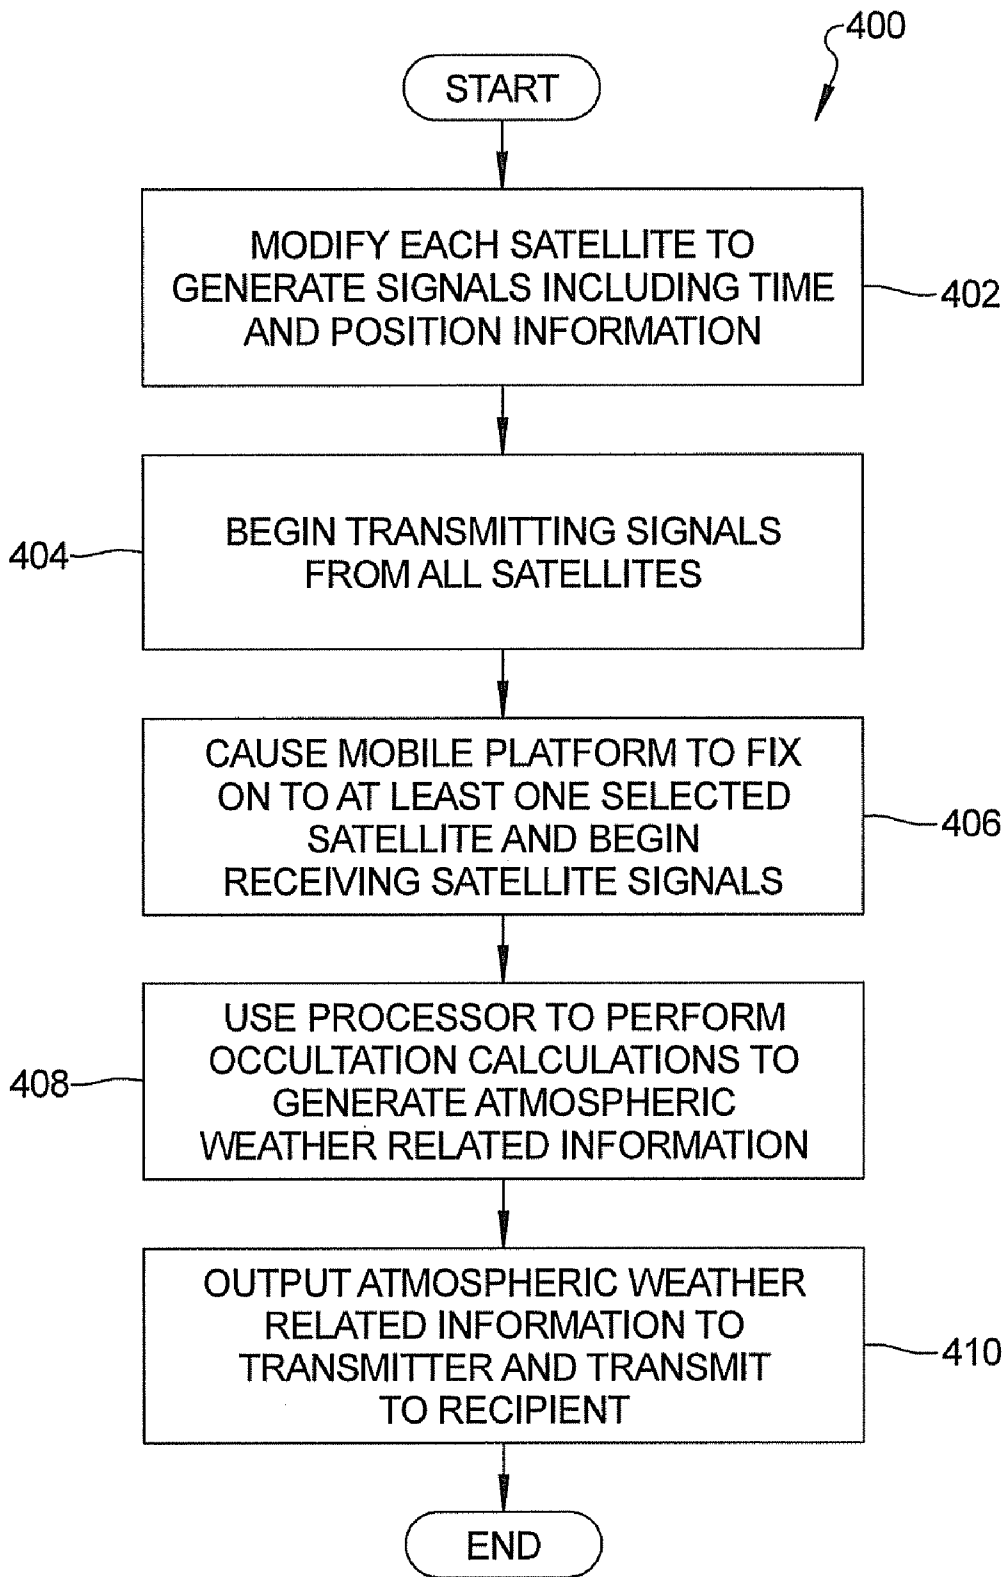 400
START
MODIFY EACH SATELLITE TO
GENERATE SIGNALS INCLUDING TIME
AND POSITION INFORMATION
402
BEGIN TRANSMITTING SIGNALS
FROM ALL SATELLITES
404
CAUSE MOBILE PLATFORM TO FIX
ON TO AT LEAST ONE SELECTED
SATELLITE AND BEGIN
RECEIVING SATELLITE SIGNALS
406
USE PROCESSOR TO PERFORM
OCCULTATION CALCULATIONS TO
GENERATE ATMOSPHERIC
WEATHER RELATED INFORMATION
408
OUTPUT ATMOSPHERIC WEATHER
RELATED INFORMATION TO
TRANSMITTER AND TRANSMIT
TO RECIPIENT
410
END